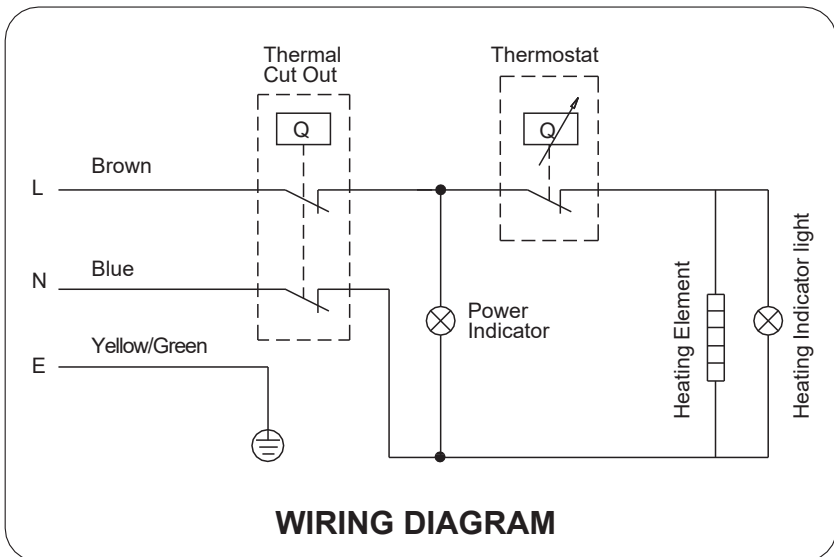 Thermal
Cut Out
Thermostat
Q
Q
L
Brown
N
Blue
E
Yellow/Green
Power
Indicator
Heating Element
Heating Indicator light
WIRING DIAGRAM